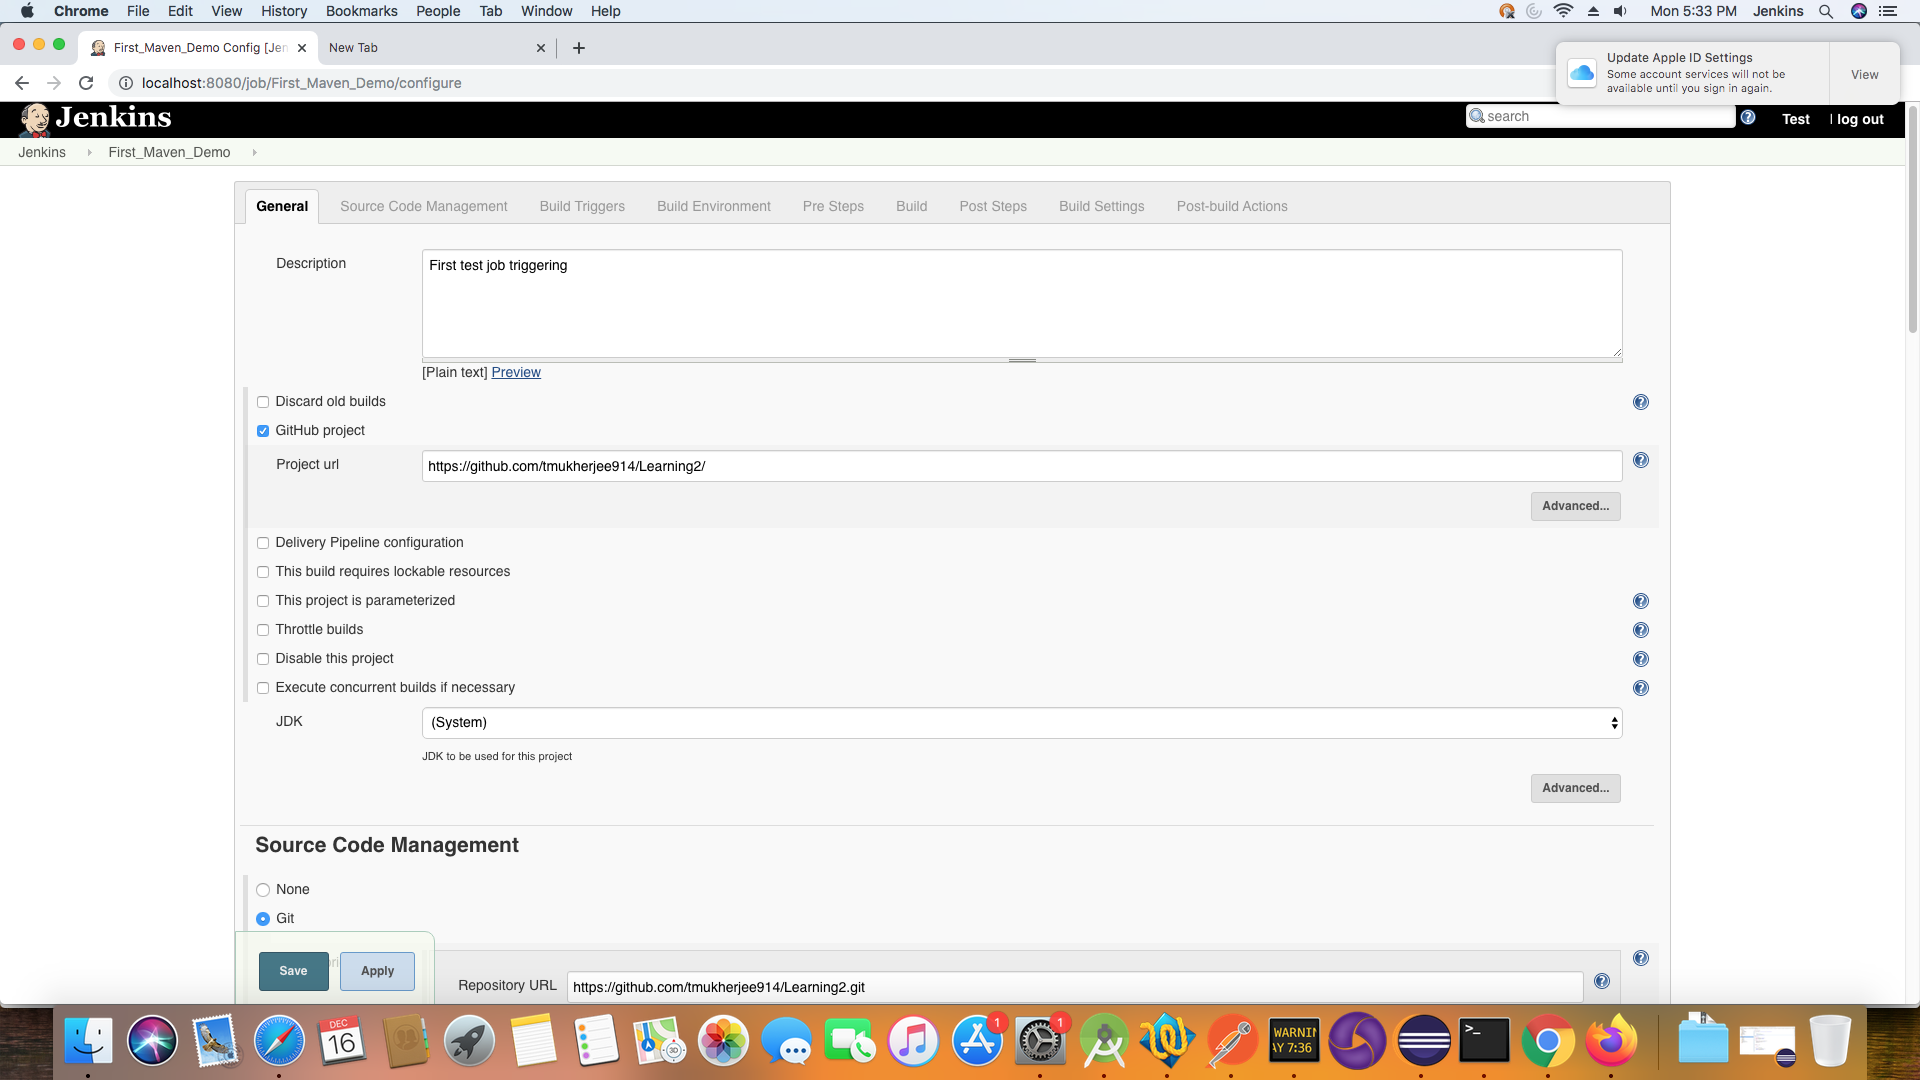 Chrome File Edit View History Bookmarks People Tab Window Help
Mon 5:33 PM Jenkins
First_Maven_Demo Config [Jen
New Tab
localhost:8080/job/First_Maven_Demo/configure
Update Apple ID Settings
Some account services will not be
available until you sign in again.
View
Jenkins
search
Test
| log out
Jenkins
First_Maven_Demo
General
Source Code Management
Build Triggers
Build Environment
Pre Steps
Build
Post Steps
Build Settings
Post-build Actions
Description
First test job triggering
[Plain text] Preview
Discard old builds
GitHub project
Project url
https://github.com/tmukherjee914/Learning2/
Advanced...
Delivery Pipeline configuration
This build requires lockable resources
This project is parameterized
Throttle builds
Disable this project
Execute concurrent builds if necessary
JDK
(System)
JDK to be used for this project
Advanced...
Source Code Management
None
Git
Save
Apply
Repository URL
https://github.com/tmukherjee914/Learning2.git
DEC
16
3D
1
1
WARNIN
AY 7:36
>_